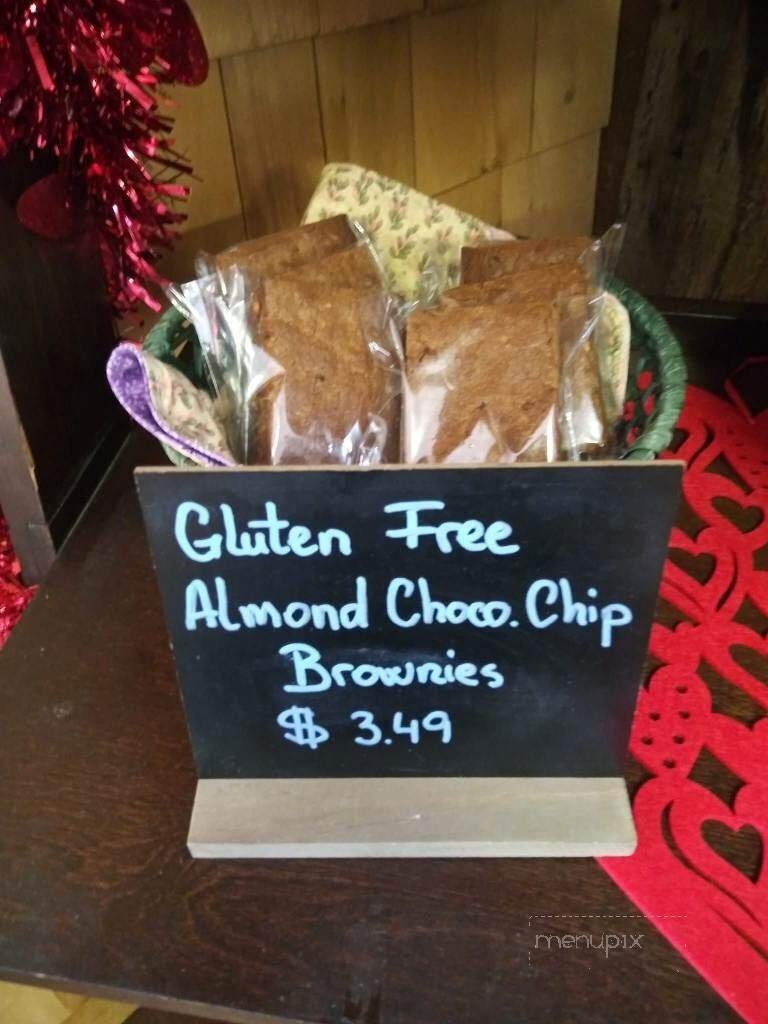 Gluten Free
Almond Choco. Chip
Brownies
$ 3.49
menupix